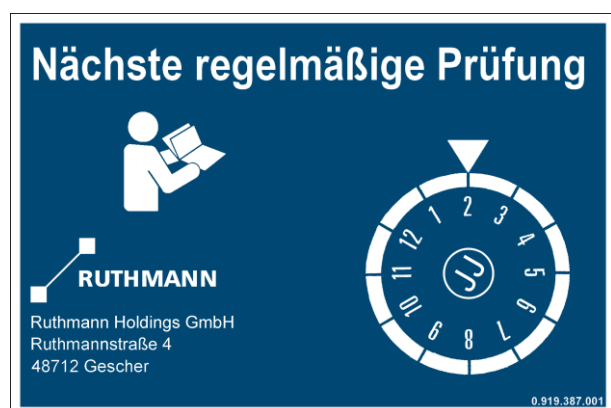 Nächste regelmäßige Prüfung
1 2 3 4 5 6 7 8 9 10 11 12
JJ
RUTHMANN
Ruthmann Holdings GmbH
Ruthmannstraße 4
48712 Gescher
0.919.387.001